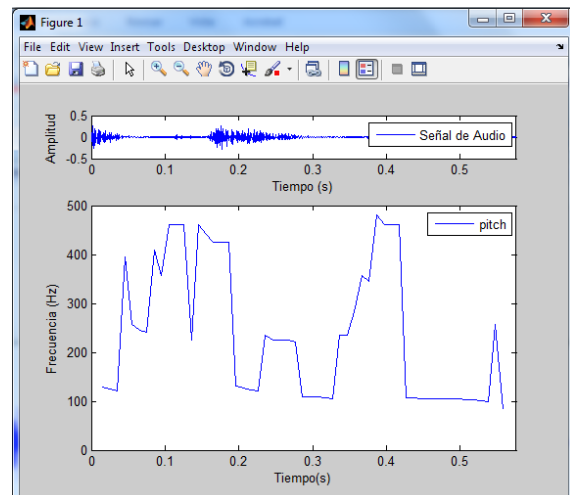 Figure 1
File Edit View Insert Tools Desktop Window Help
Amplitud
0.5
0
-0.5
Señal de Audio
0 0.1 0.2 0.3 0.4 0.5
Tiempo (s)
Frecuencia (Hz)
500
400
300
200
100
0
pitch
0 0.1 0.2 0.3 0.4 0.5
Tiempo(s)